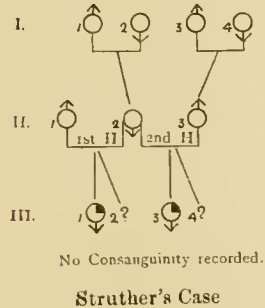 I. 1 2 3 4
II. 1 2 3
1st H 2nd H
III. 1 2? 3 4?
No Consanguinity recorded.
Struther's Case